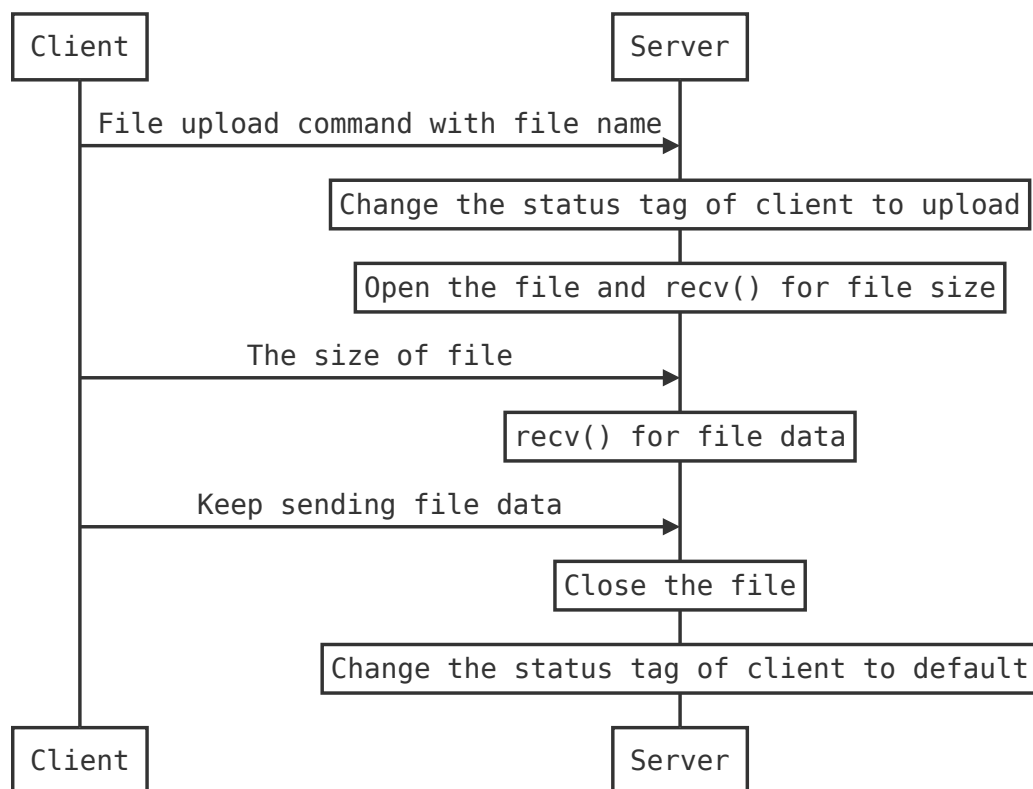 Client
Server
File upload command with file name
Change the status tag of client to upload
Open the file and recv() for file size
The size of file
recv() for file data
Keep sending file data
Close the file
Change the status tag of client to default
Client
Server